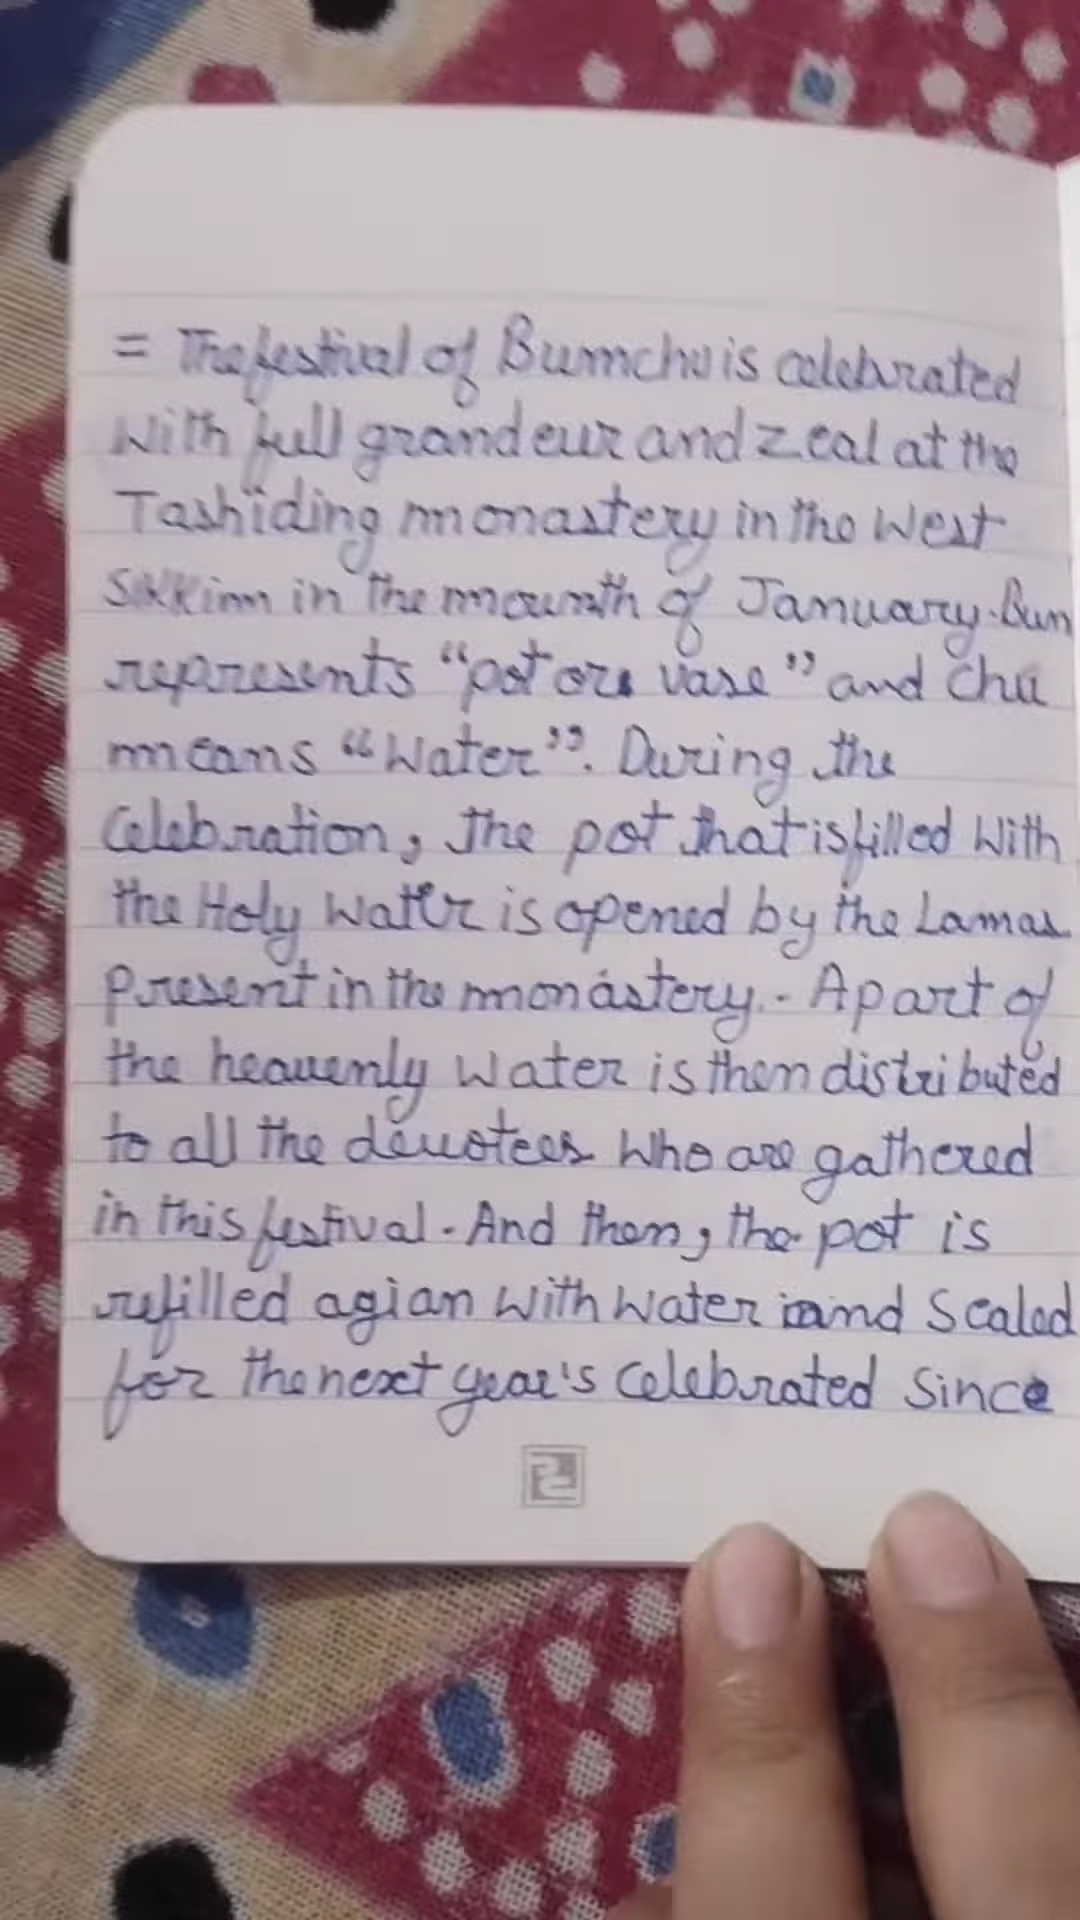 = The festival of Bumchu is celebrated
With full grandeur and zeal at the
Tashiding monastery in the West
Sikkim in the mounth of January. Bum
represents “pot or vase” and Chu
means “Water”. During the
Celebration, the pot that is filled With
the Holy Water is opened by the Lamas
present in the monastery. - A part of
the heavenly Water is then distributed
to all the devotees Who are gathered
in this festival. And then, the pot is
refilled agian with Water and Sealed
for the next year's Celebrated Since